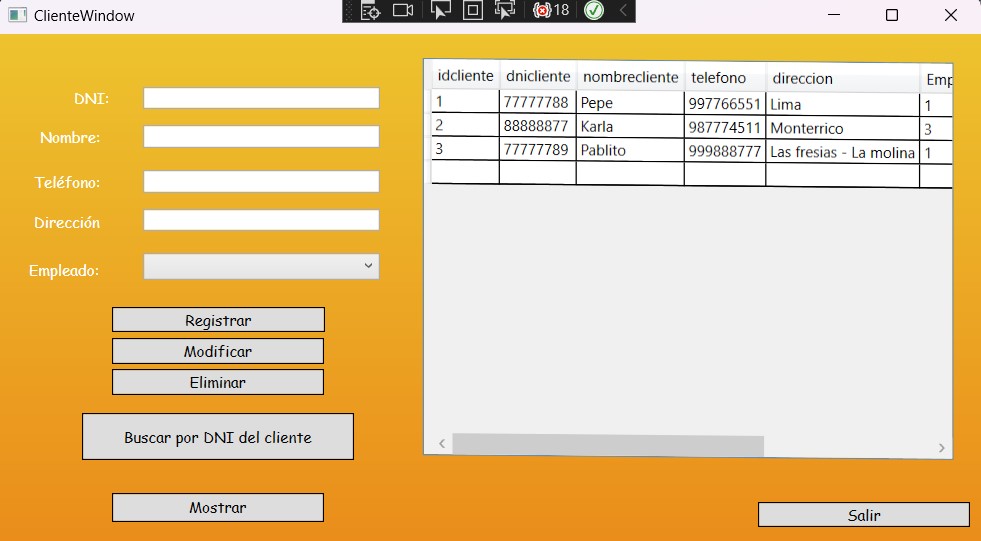 ClienteWindow
18
DNI:
Nombre:
Teléfono:
Dirección
Empleado:
Registrar
Modificar
Eliminar
Buscar por DNI del cliente
Mostrar
idcliente dnicliente nombrecliente telefono direccion Emp
1 77777788 Pepe 997766551 Lima 1
2 88888877 Karla 987774511 Monterrico 3
3 77777789 Pablito 999888777 Las fresias - La molina 1
Salir